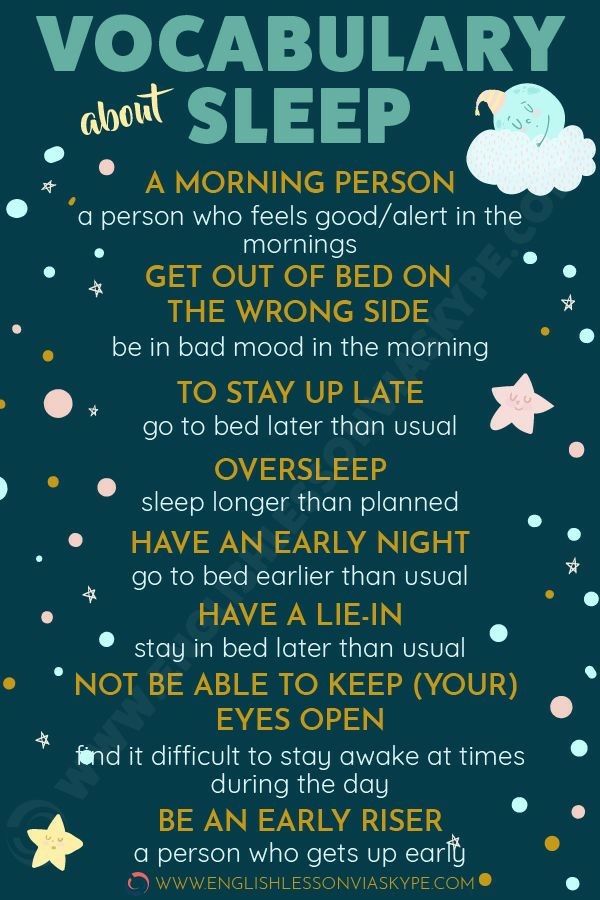 VOCABULARY
about SLEEP
A MORNING PERSON
a person who feels good/alert in the
mornings
GET OUT OF BED ON
THE WRONG SIDE
be in bad mood in the morning
TO STAY UP LATE
go to bed later than usual
OVERSLEEP
sleep longer than planned
HAVE AN EARLY NIGHT
go to bed earlier than usual
HAVE A LIE-IN
stay in bed later than usual
NOT BE ABLE TO KEEP (YOUR)
EYES OPEN
find it difficult to stay awake at times
during the day
BE AN EARLY RISER
a person who gets up early
WWW.ENGLISHLESSONVIASKYPE.COM
© WWW.ENGLISHLESSONVIASKYPE.COM